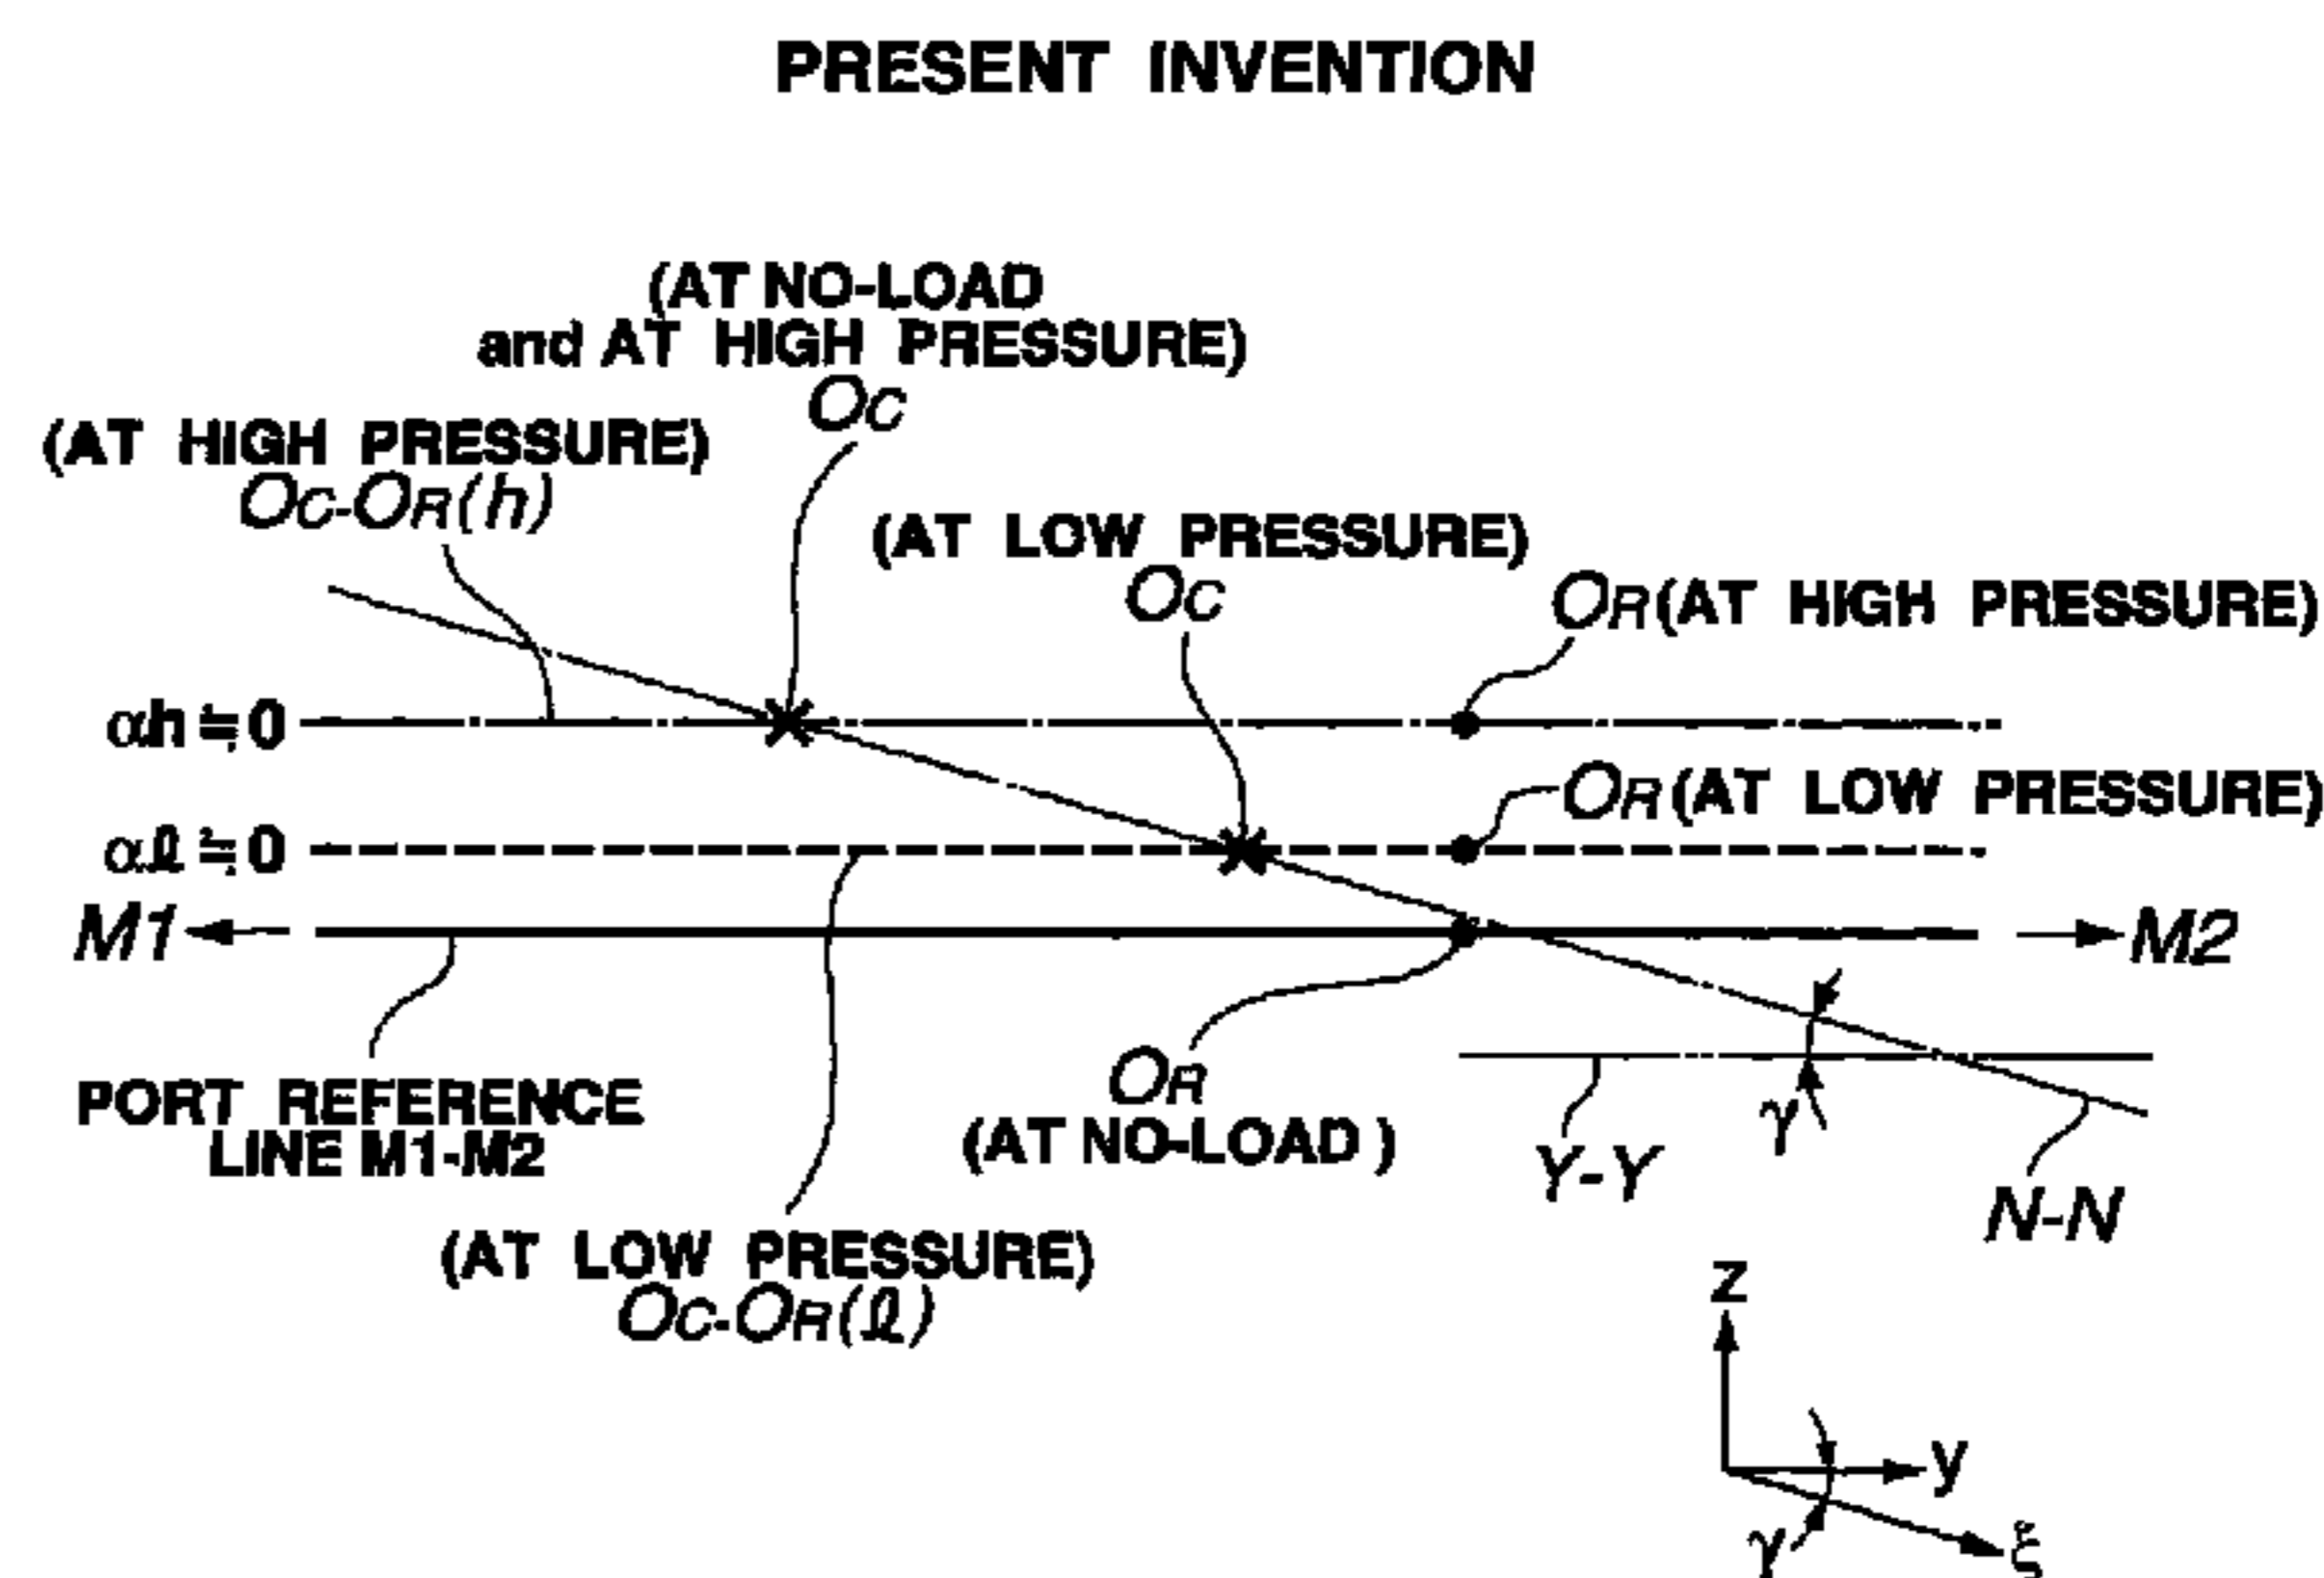 PRESENT INVENTION
(AT NO-LOAD
and AT HIGH PRESSURE)
OC
(AT HIGH PRESSURE)
OC-OR(h)
(AT LOW PRESSURE)
OC
OR(AT HIGH PRESSURE)
αh≒0
OR(AT LOW PRESSURE)
αℓ≒0
M1
M2
PORT REFERENCE
LINE M1-M2
OR
(AT NO-LOAD )
γ
Y-Y
N-N
(AT LOW PRESSURE)
OC-OR(ℓ)
z
y
γ
ξ